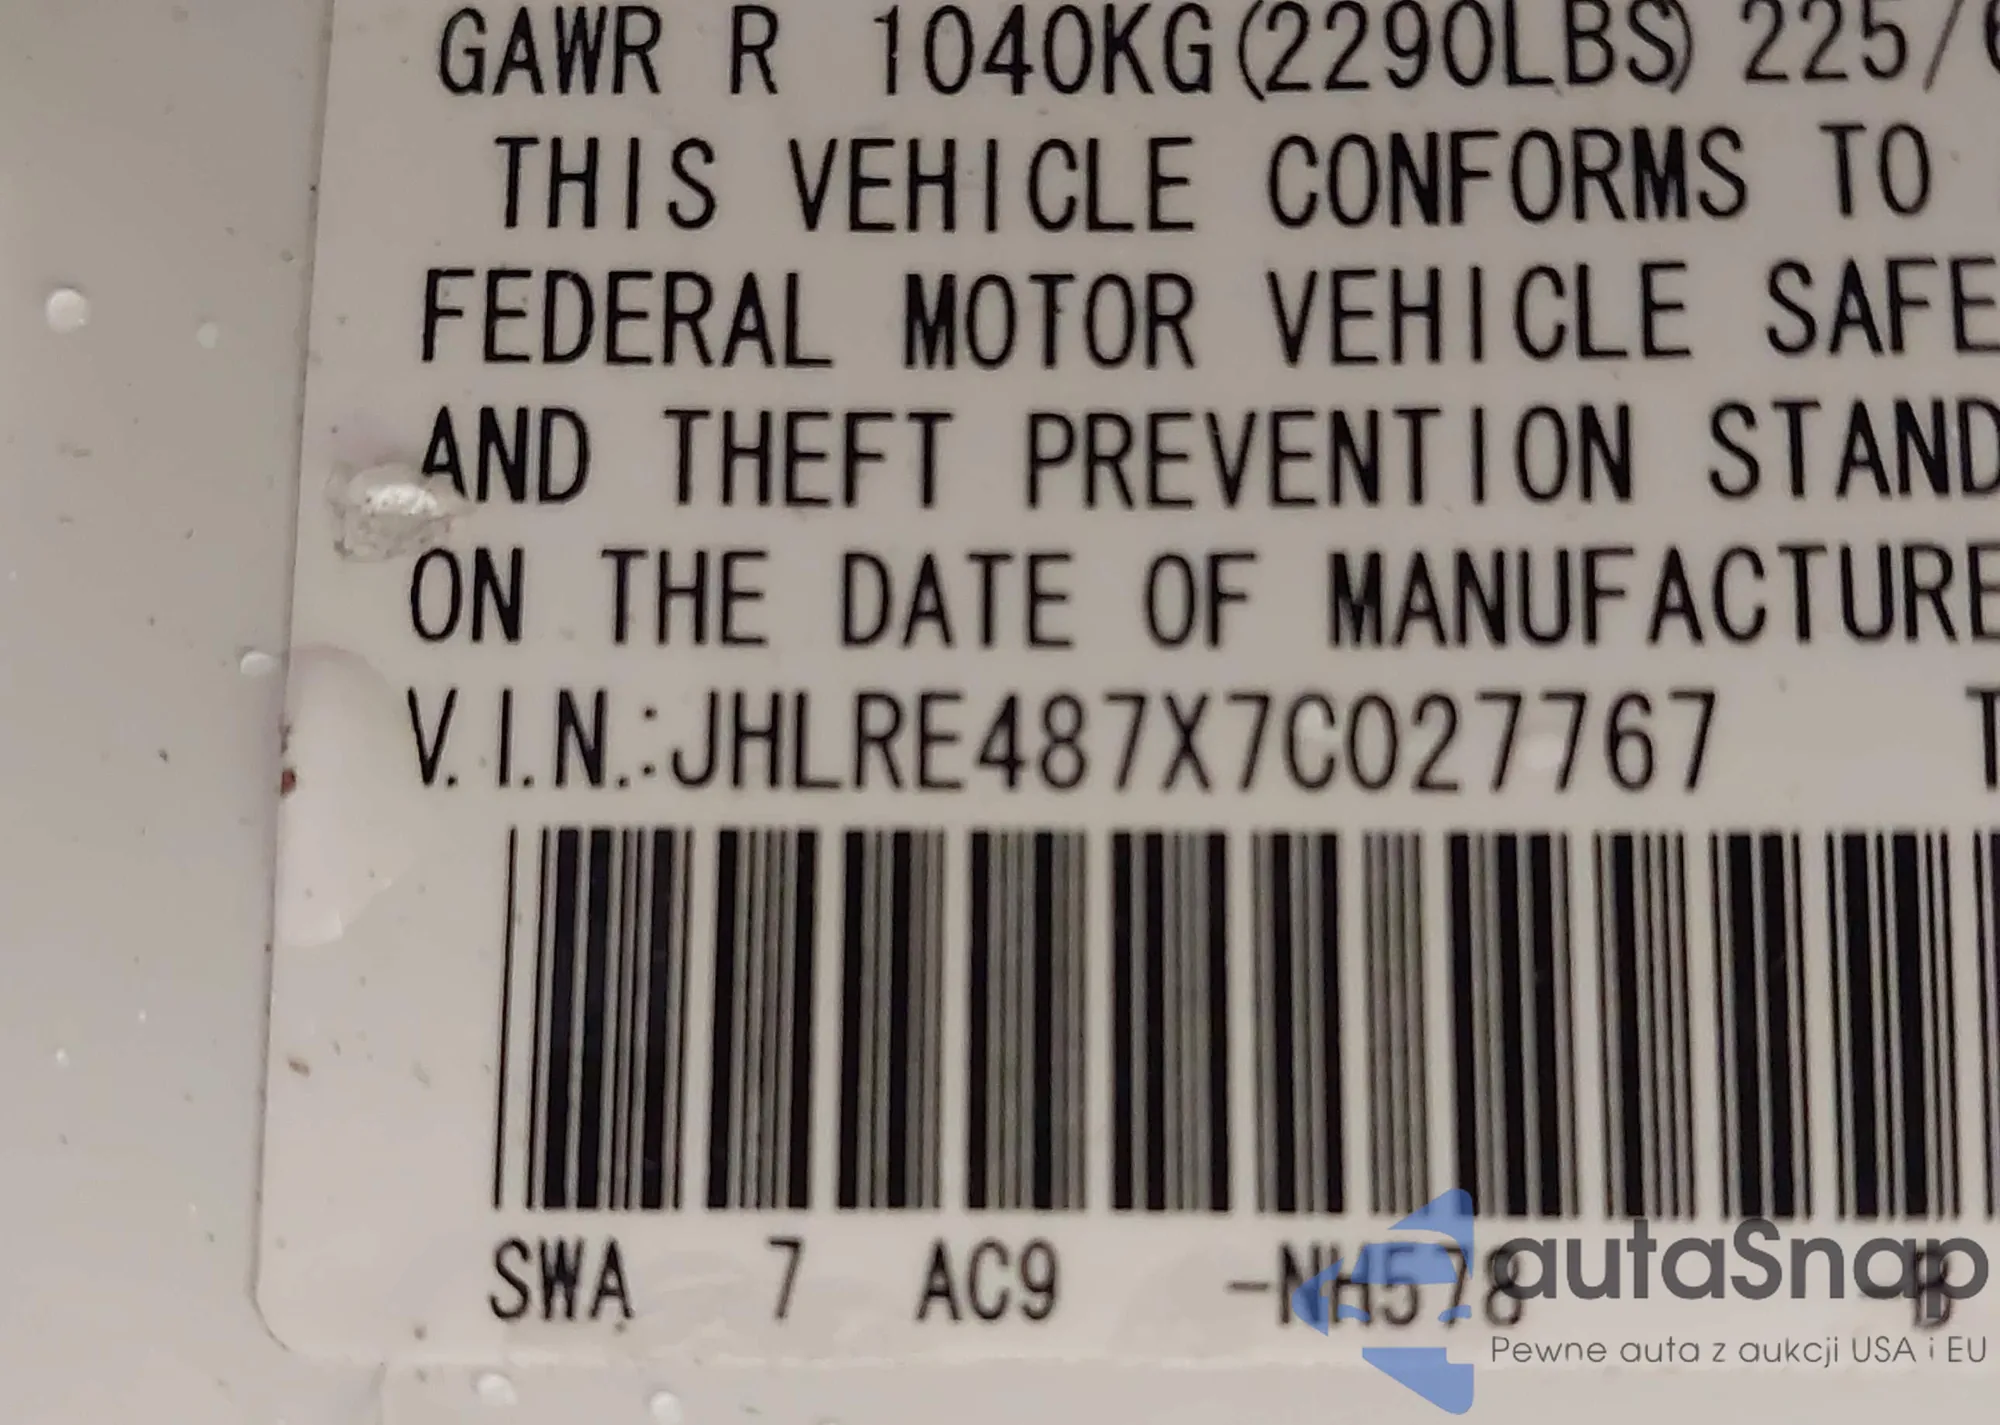 GAWR R 1040KG(2290LBS) 225/6
THIS VEHICLE CONFORMS TO
FEDERAL MOTOR VEHICLE SAFE
AND THEFT PREVENTION STAND
ON THE DATE OF MANUFACTURE
V.I.N.:JHLRE487X7C027767 T
SWA 7 AC9 -NH578 -B
autaSnap
Pewne auta z aukcji USA i EU